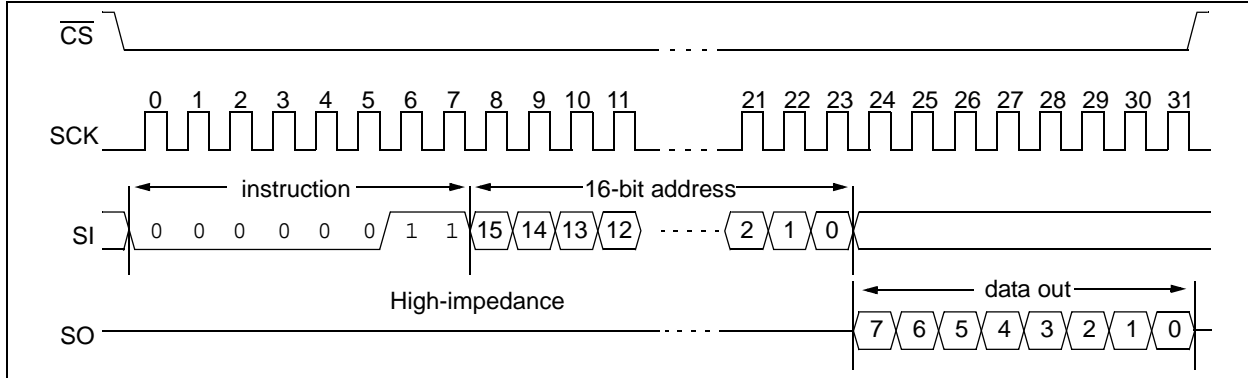 CS
0 1 2 3 4 5 6 7 8 9 10 11 21 22 23 24 25 26 27 28 29 30 31
SCK
instruction 16-bit address
SI 0 0 0 0 0 0 1 1 15 14 13 12 2 1 0
High-impedance data out
SO 7 6 5 4 3 2 1 0